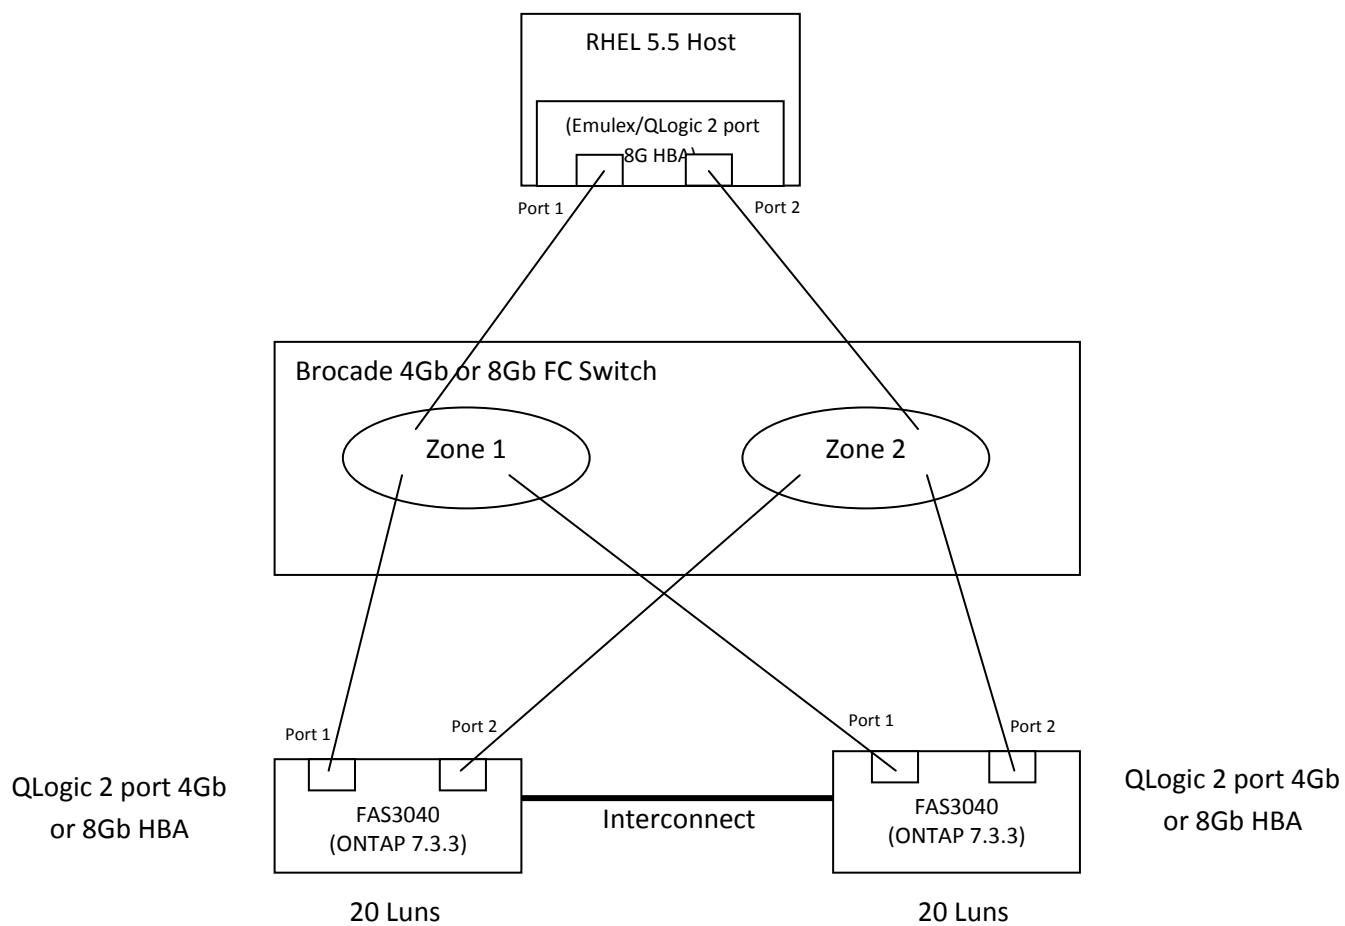 RHEL 5.5 Host
(Emulex/QLogic 2 port
8G HBA)
Port 1
Port 2
Brocade 4Gb or 8Gb FC Switch
Zone 1
Zone 2
Port 1
Port 2
Port 1
Port 2
QLogic 2 port 4Gb
or 8Gb HBA
FAS3040
(ONTAP 7.3.3)
Interconnect
FAS3040
(ONTAP 7.3.3)
QLogic 2 port 4Gb
or 8Gb HBA
20 Luns
20 Luns